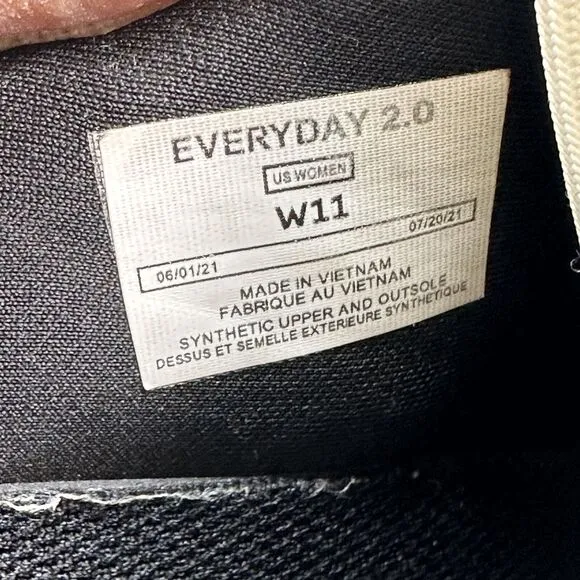 EVERYDAY 2.0
US WOMEN
W11
06/01/21 07/20/21
MADE IN VIETNAM
FABRIQUE AU VIETNAM
SYNTHETIC UPPER AND OUTSOLE
DESSUS ET SEMELLE EXTERIEURE SYNTHETIQUE